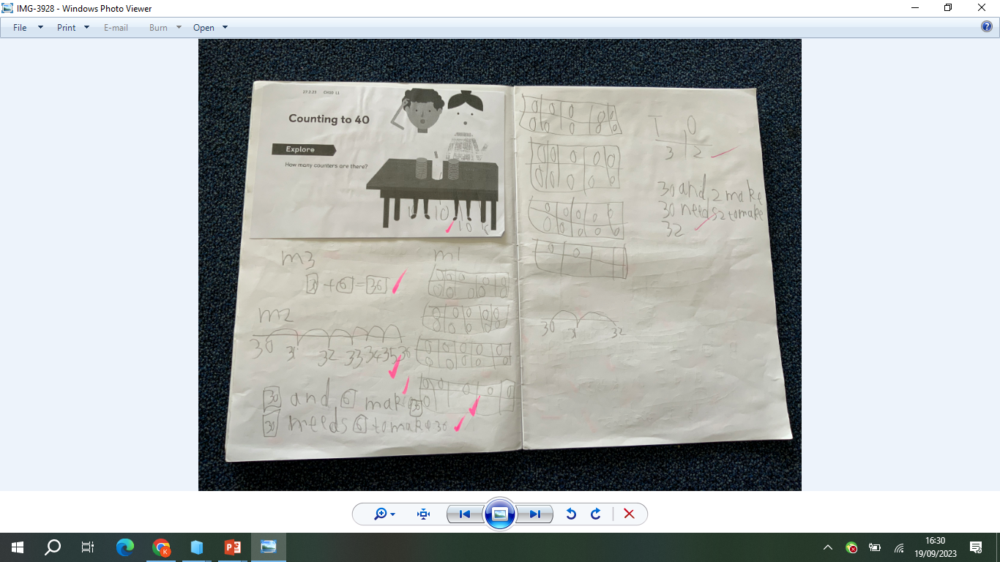 IMG-3928 - Windows Photo Viewer
File Print E-mail Burn Open
27.2.23 CH10 L1
Counting to 40
Explore
How many counters are there?
10
10
m3
+ 6 = 36
m2
30 31 32 33 34 35 36
30 and 6 make 36
30 needs 6 to make 36
m1
T O
3 2
30 and 2 make
30 needs 2 to make
32
30 31 32
16:30
19/09/2023